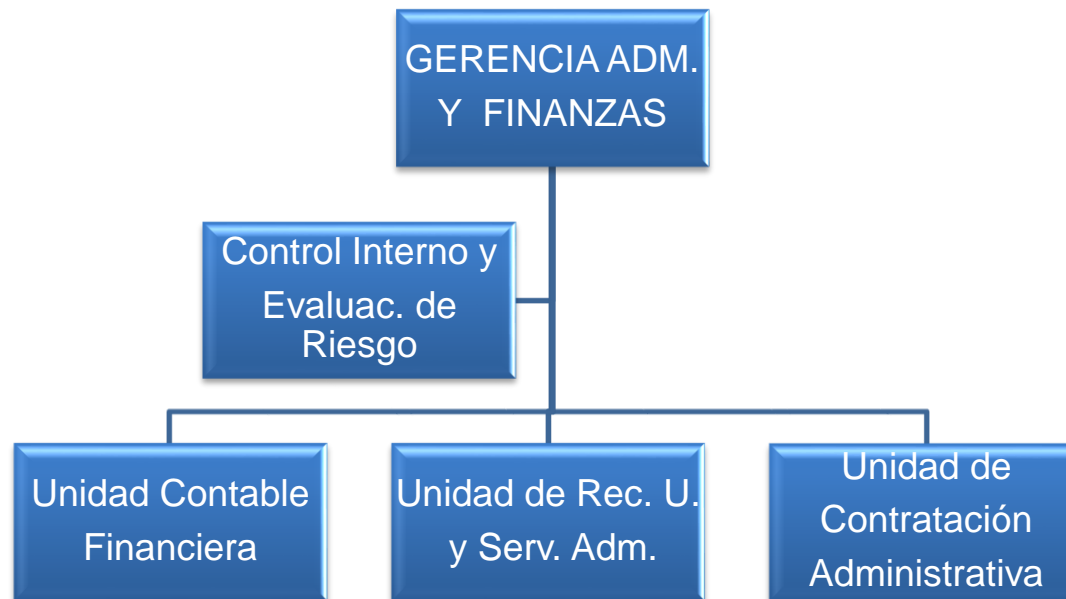 GERENCIA ADM.
Y FINANZAS
Control Interno y
Evaluac. de
Riesgo
Unidad Contable
Financiera
Unidad de Rec. U.
y Serv. Adm.
Unidad de
Contratación
Administrativa